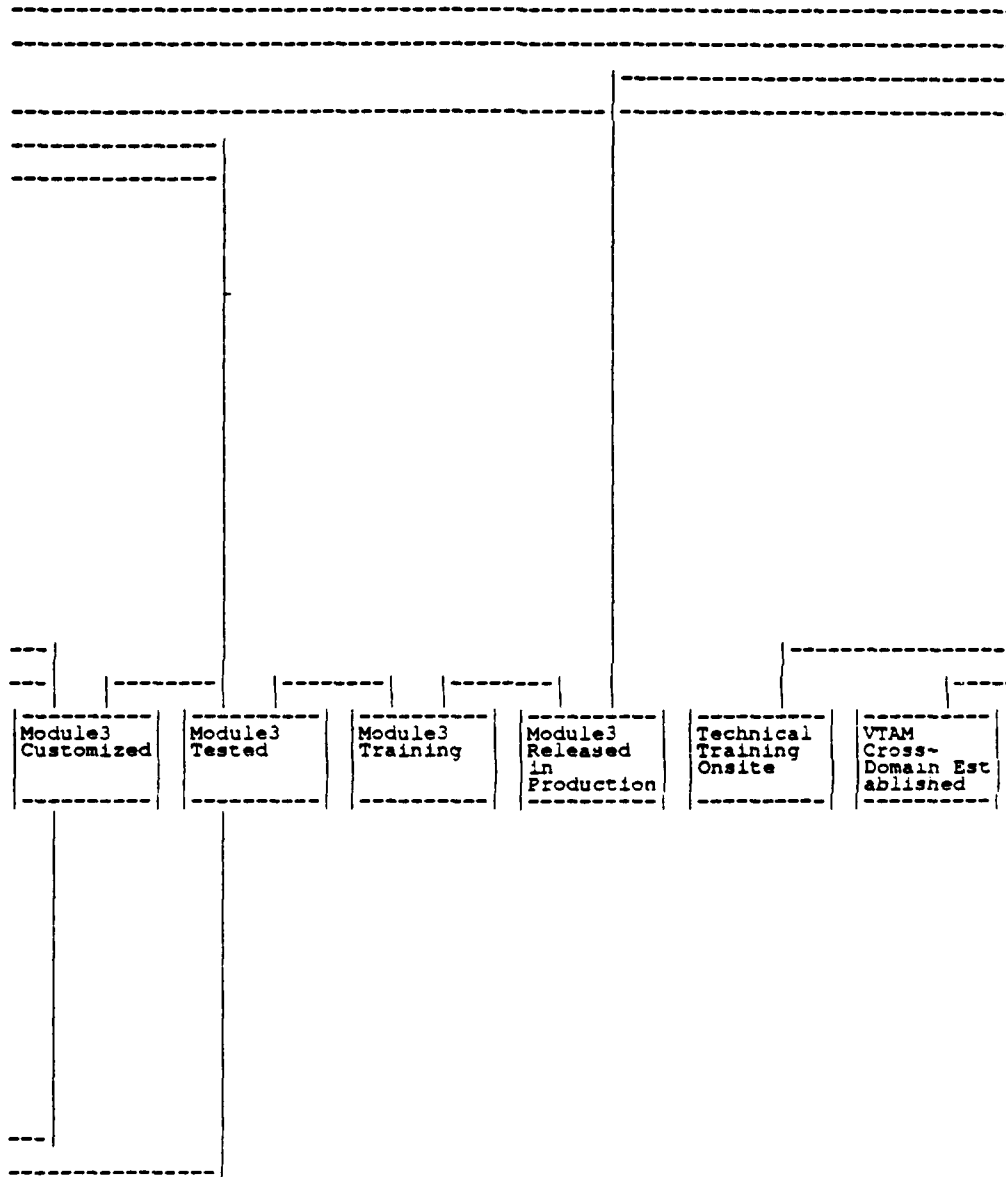 Module3
Customized
Module3
Tested
Module3
Training
Module3
Released
in
Production
Technical
Training
Onsite
VTAM
Cross-
Domain Est
ablished